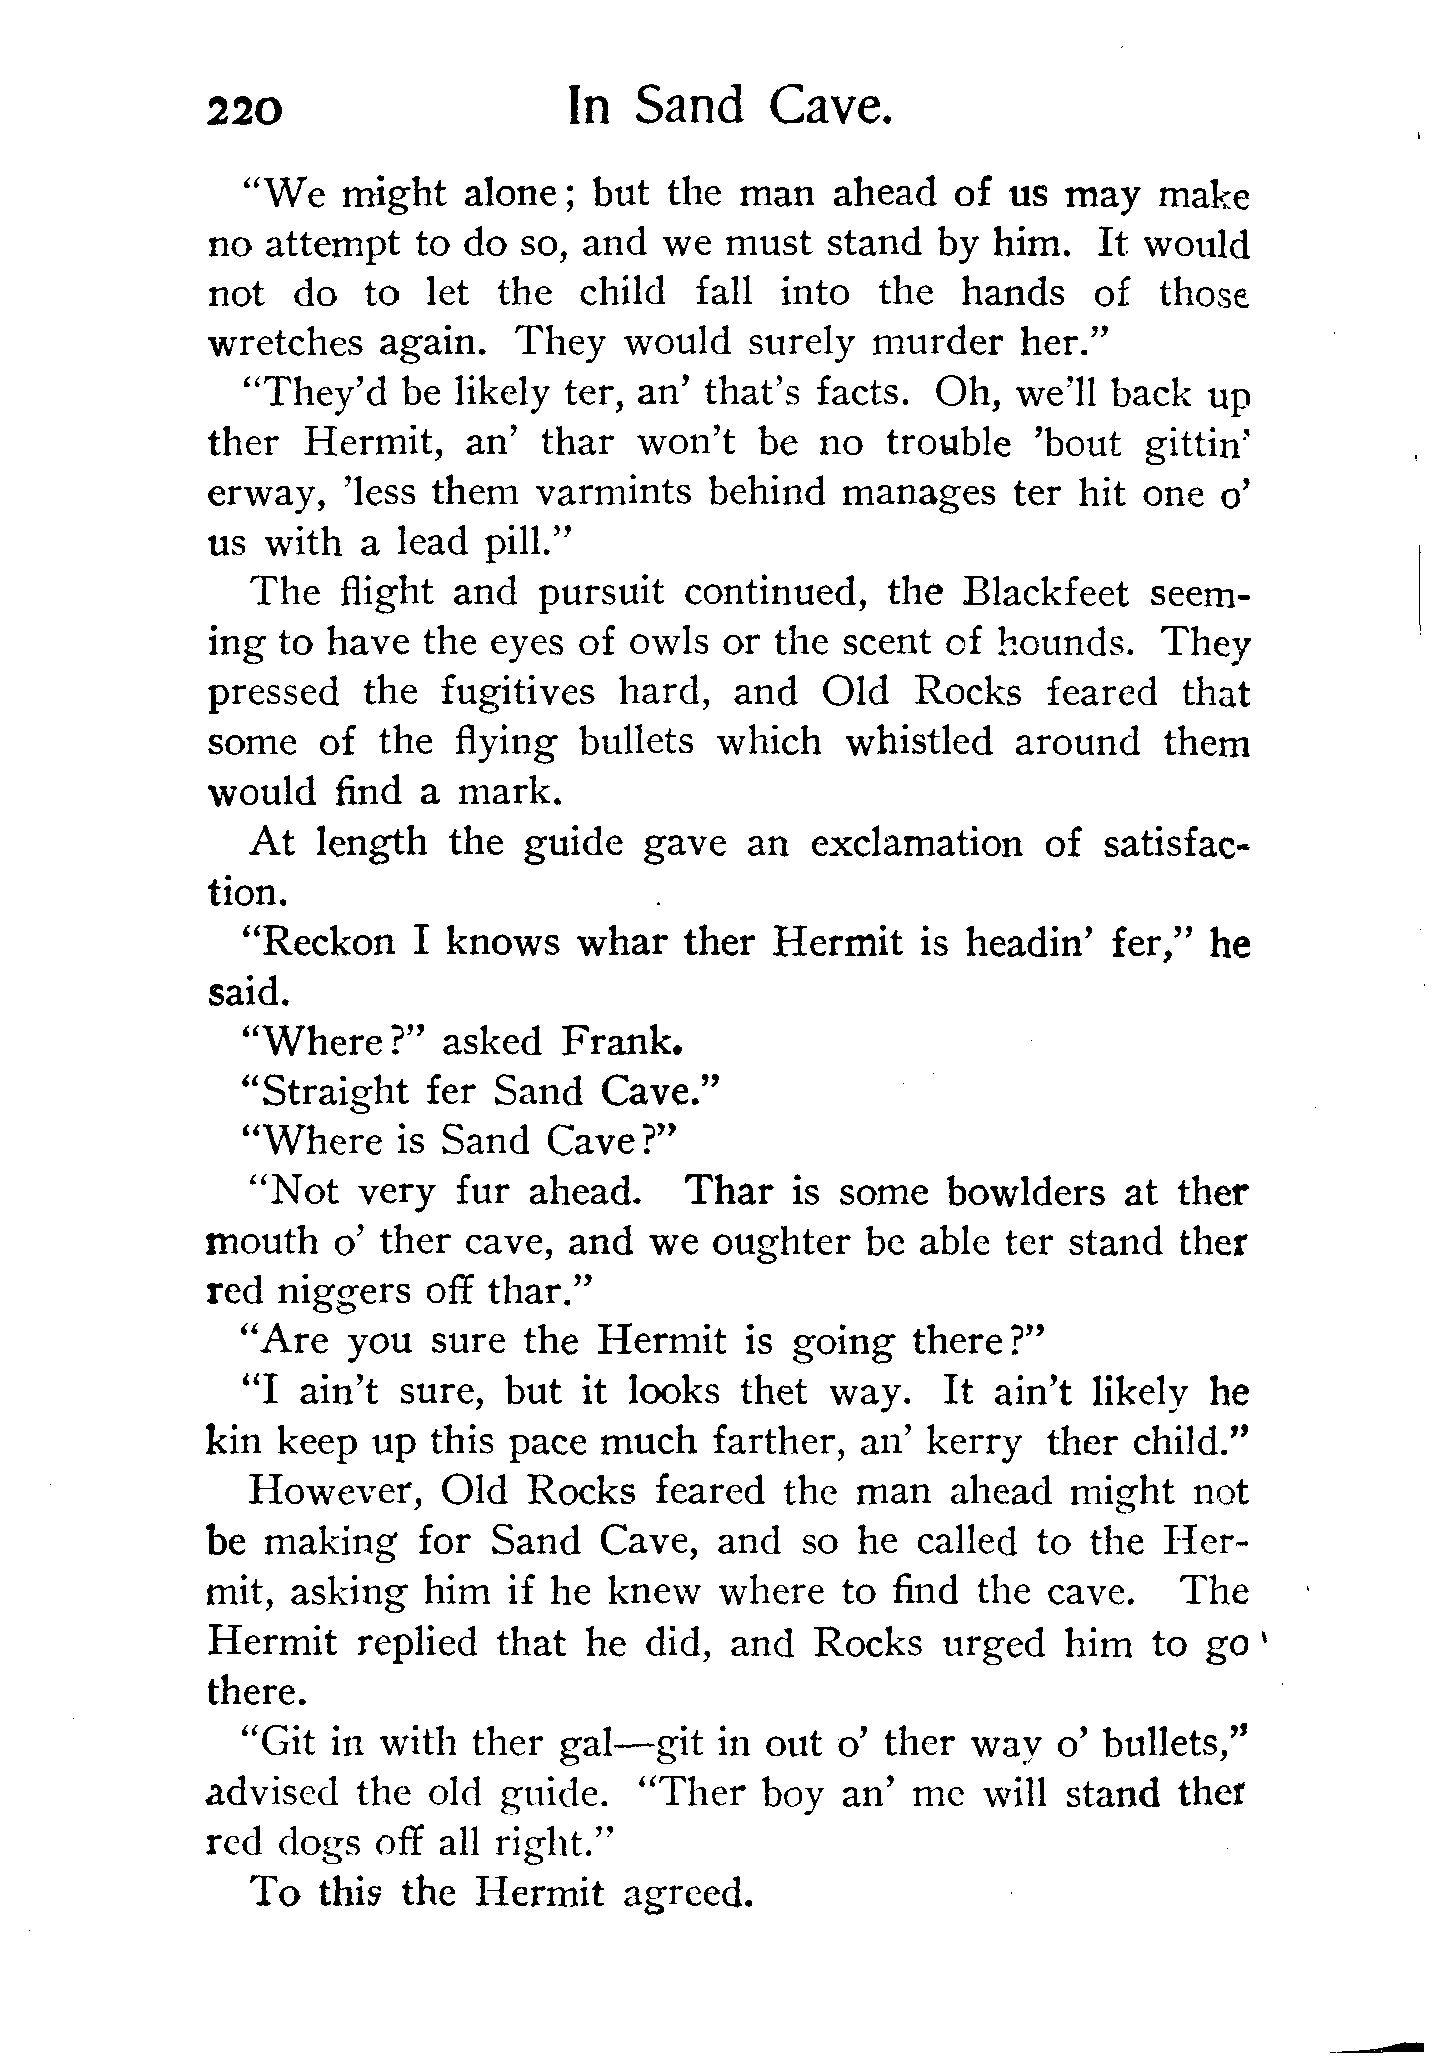 220 In Sand Cave.
“We might alone; but the man ahead of us may make
no attempt to do so, and we must stand by him. It would
not do to let the child fall into the hands of those
wretches again. They would surely murder her.”
“They’d be likely ter, an’ that’s facts. Oh, we’ll back up
ther Hermit, an’ thar won’t be no trouble ’bout gittin’
erway, ’less them varmints behind manages ter hit one o’
us with a lead pill.”
The flight and pursuit continued, the Blackfeet seem-
ing to have the eyes of owls or the scent of hounds. They
pressed the fugitives hard, and Old Rocks feared that
some of the flying bullets which whistled around them
would find a mark.
At length the guide gave an exclamation of satisfac-
tion.
“Reckon I knows whar ther Hermit is headin’ fer,” he
said.
“Where?” asked Frank.
“Straight fer Sand Cave.”
“Where is Sand Cave?”
“Not very fur ahead. Thar is some bowlders at ther
mouth o’ ther cave, and we oughter be able ter stand ther
red niggers off thar.”
“Are you sure the Hermit is going there?”
“I ain’t sure, but it looks thet way. It ain’t likely he
kin keep up this pace much farther, an’ kerry ther child.”
However, Old Rocks feared the man ahead might not
be making for Sand Cave, and so he called to the Her-
mit, asking him if he knew where to find the cave. The
Hermit replied that he did, and Rocks urged him to go
there.
“Git in with ther gal—git in out o’ ther way o’ bullets,”
advised the old guide. “Ther boy an’ me will stand ther
red dogs off all right.”
To this the Hermit agreed.